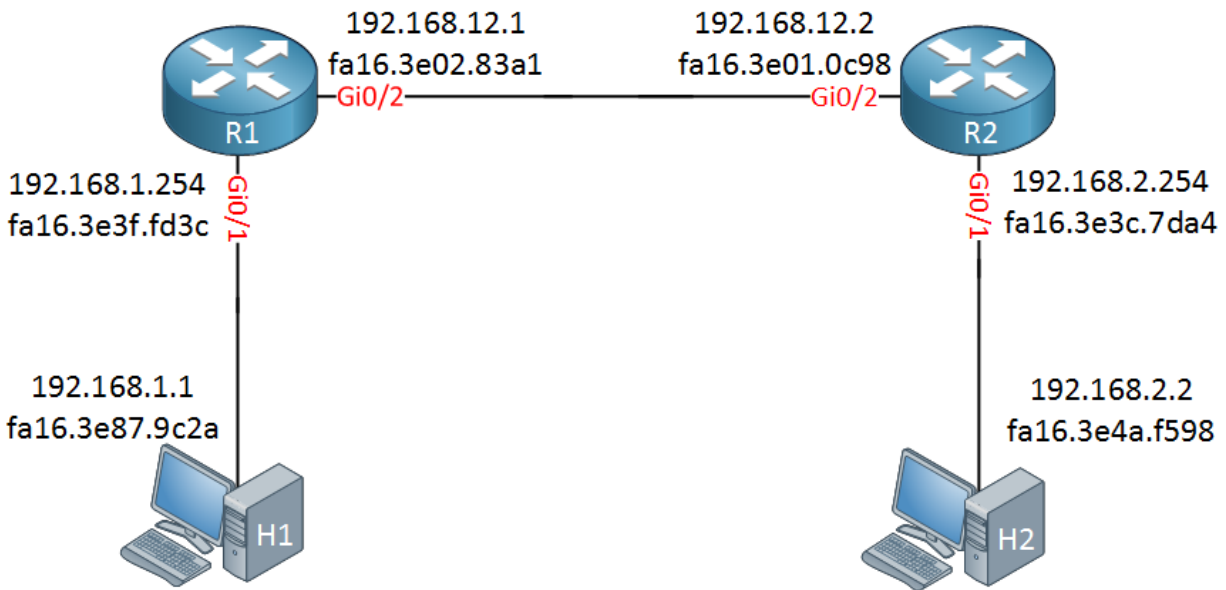 192.168.12.1
fa16.3e02.83a1
192.168.12.2
fa16.3e01.0c98
Gi0/2
Gi0/2
R1
R2
192.168.1.254
fa16.3e3f.fd3c
Gi0/1
Gi0/1
192.168.2.254
fa16.3e3c.7da4
192.168.1.1
fa16.3e87.9c2a
192.168.2.2
fa16.3e4a.f598
H1
H2